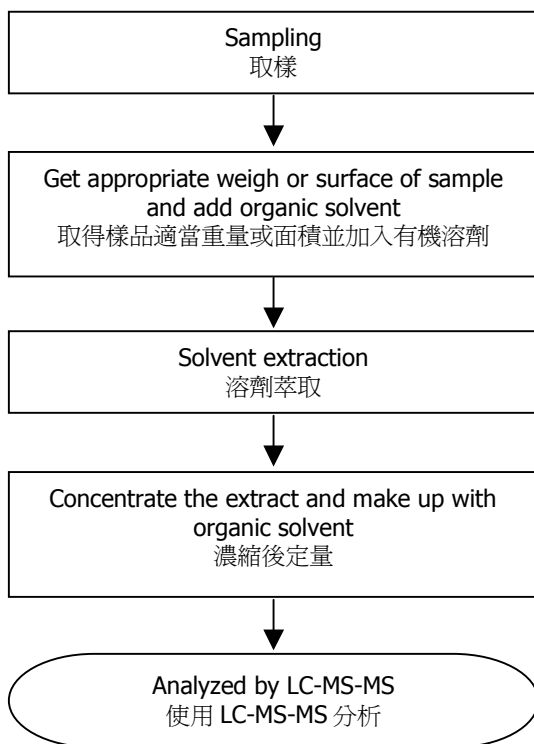 Sampling
取樣
Get appropriate weigh or surface of sample
and add organic solvent
取得樣品適當重量或面積並加入有機溶劑
Solvent extraction
溶劑萃取
Concentrate the extract and make up with
organic solvent
濃縮後定量
Analyzed by LC-MS-MS
使用 LC-MS-MS 分析